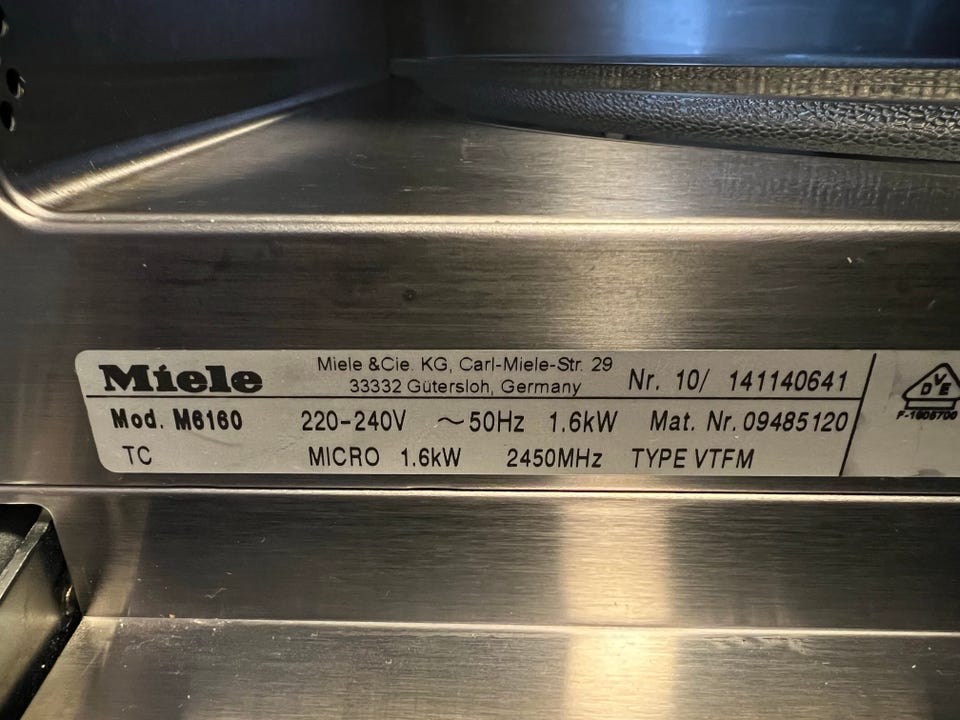 Miele
Miele &Cie. KG, Carl-Miele-Str. 29
33332 Gütersloh, Germany
Nr. 10/ 141140641
Mod. M6160 220-240V ~50Hz 1.6kW Mat. Nr. 09485120
TC MICRO 1.6kW 2450MHz TYPE VTFM
DVE